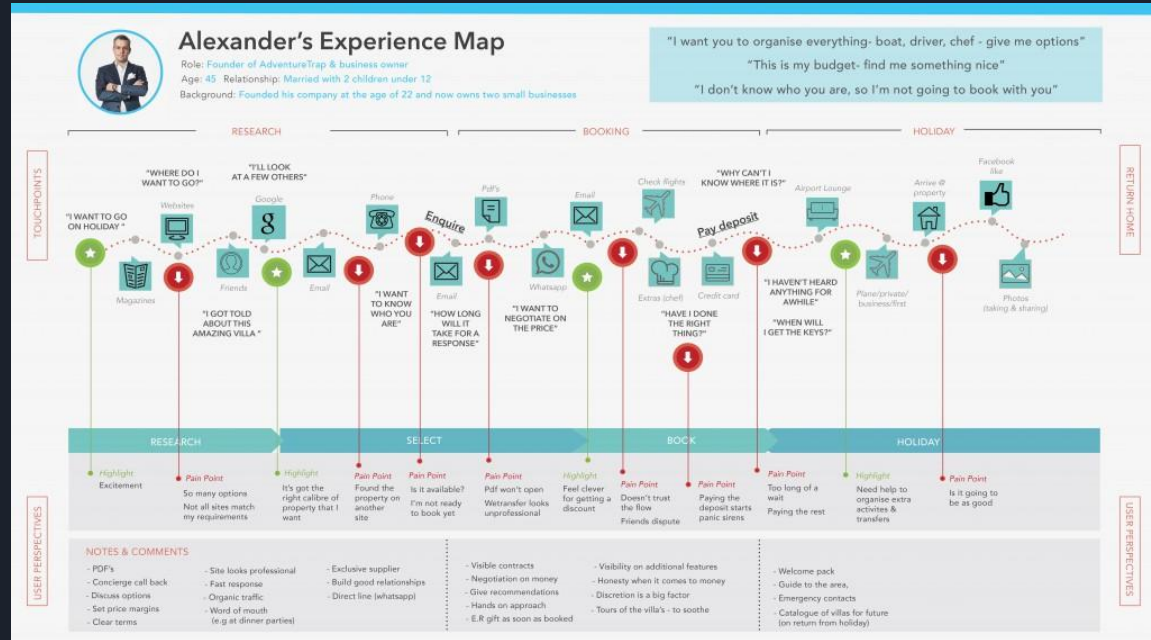 Alexander's Experience Map
Role: Founder of AdventureTrap & business owner
Age: 45 Relationship: Married with 2 children under 12
Background: Founded his company at the age of 22 and now owns two small businesses
"I want you to organise everything- boat, driver, chef - give me options"
"This is my budget- find me something nice"
"I don't know who you are, so I'm not going to book with you"
RESEARCH
BOOKING
HOLIDAY
TOUCHPOINTS
RETURN HOME
"I WANT TO GO
ON HOLIDAY "
Magazines
"WHERE DO I
WANT TO GO?"
Websites
Friends
"I GOT TOLD
ABOUT THIS
AMAZING VILLA "
"I'LL LOOK
AT A FEW OTHERS"
Google
g
Email
Phone
"I WANT
TO KNOW
WHO YOU
ARE"
Enquire
Email
"HOW LONG
WILL IT
TAKE FOR A
RESPONSE"
Pdf's
Whatsapp
"I WANT TO
NEGOTIATE ON
THE PRICE"
Email
Check flights
Extras (chef)
"HAVE I DONE
THE RIGHT
THING?"
Pay deposit
Credit card
"WHY CAN'T I
KNOW WHERE IT IS?"
"I HAVEN'T HEARD
ANYTHING FOR
AWHILE"
"WHEN WILL
I GET THE KEYS?"
Airport Lounge
Plane/private/
business/first
Arrive @
property
Facebook
like
Photos
(taking & sharing)
RESEARCH
SELECT
BOOK
HOLIDAY
USER PERSPECTIVES
USER PERSPECTIVES
Highlight
Excitement
Pain Point
So many options
Not all sites match
my requirements
Highlight
It's got the
right calibre of
property that I
want
Pain Point
Found the
property on
another
site
Pain Point
Is it available?
I'm not ready
to book yet
Pain Point
Pdf won't open
Wetransfer looks
unprofessional
Highlight
Feel clever
for getting a
discount
Pain Point
Doesn't trust
the flow
Friends dispute
Pain Point
Paying the
deposit starts
panic sirens
Pain Point
Too long of a
wait
Paying the rest
Highlight
Need help to
organise extra
activites &
transfers
Pain Point
Is it going to
be as good
NOTES & COMMENTS
- PDF's
- Concierge call back
- Discuss options
- Set price margins
- Clear terms
- Site looks professional
- Fast response
- Organic traffic
- Word of mouth
(e.g at dinner parties)
- Exclusive supplier
- Build good relationships
- Direct line (whatsapp)
- Visible contracts
- Negotiation on money
- Give recommendations
- Hands on approach
- E.R gift as soon as booked
- Visibility on additional features
- Honesty when it comes to money
- Discretion is a big factor
- Tours of the villa's - to soothe
- Welcome pack
- Guide to the area,
- Emergency contacts
- Catalogue of villas for future
(on return from holiday)